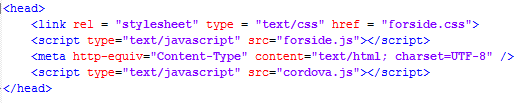 <head>
<link rel = "stylesheet" type = "text/css" href = "forside.css">
<script type="text/javascript" src="forside.js"></script>
<meta http-equiv="Content-Type" content="text/html; charset=UTF-8" />
<script type="text/javascript" src="cordova.js"></script>
</head>